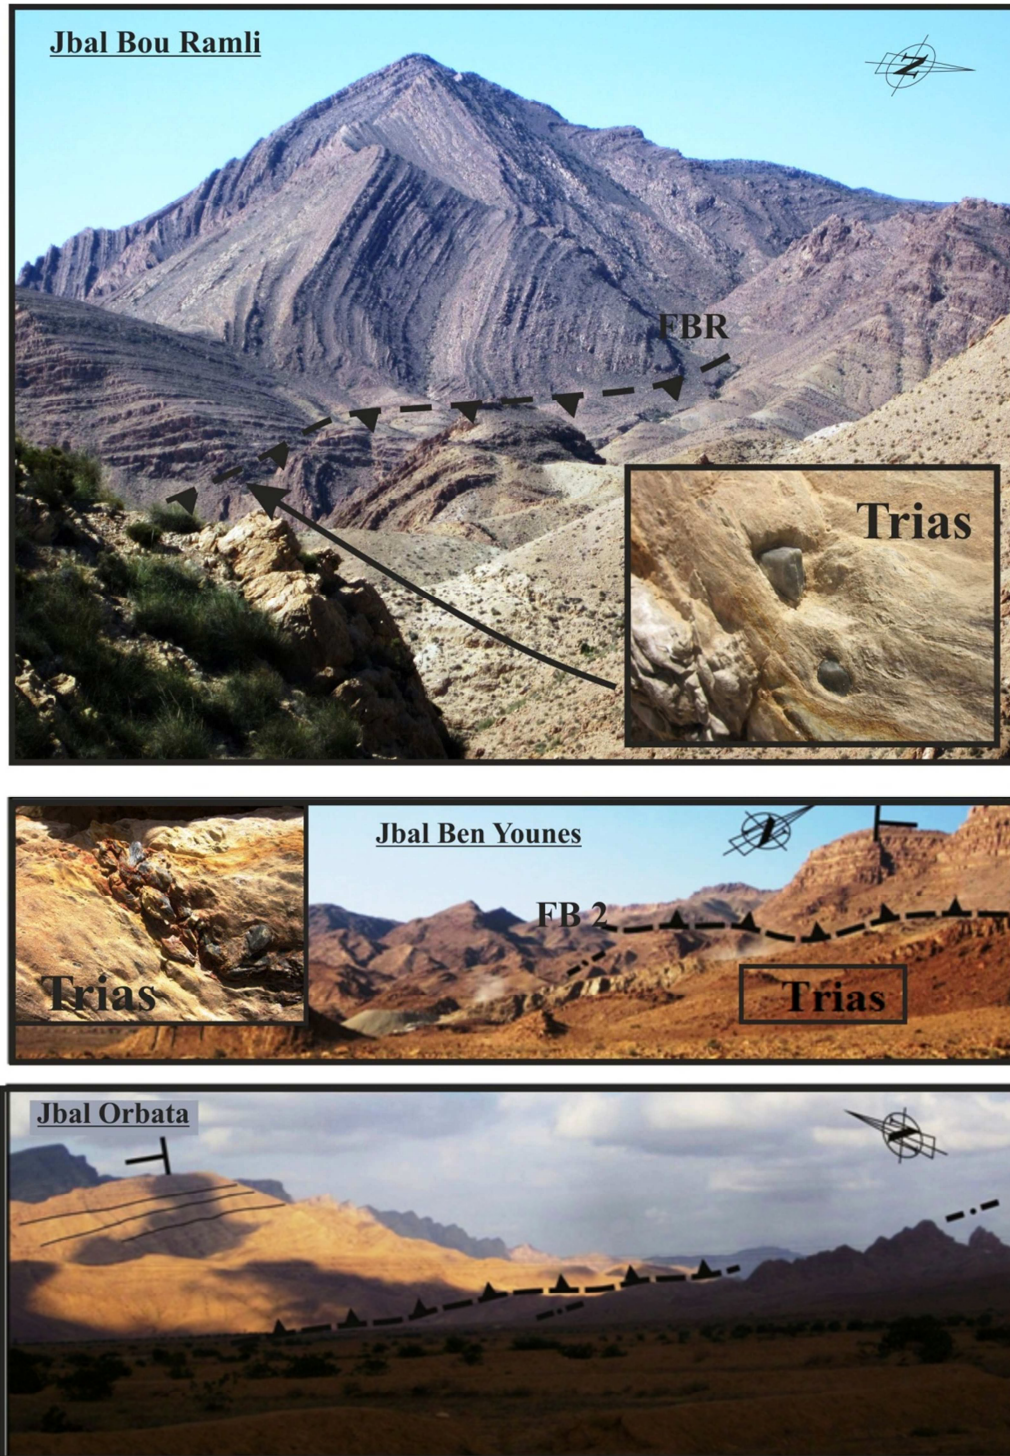 Jbal Bou Ramli
N
FBR
Trias
Jbal Ben Younes
FB 2
Trias
Trias
Jbal Orbata